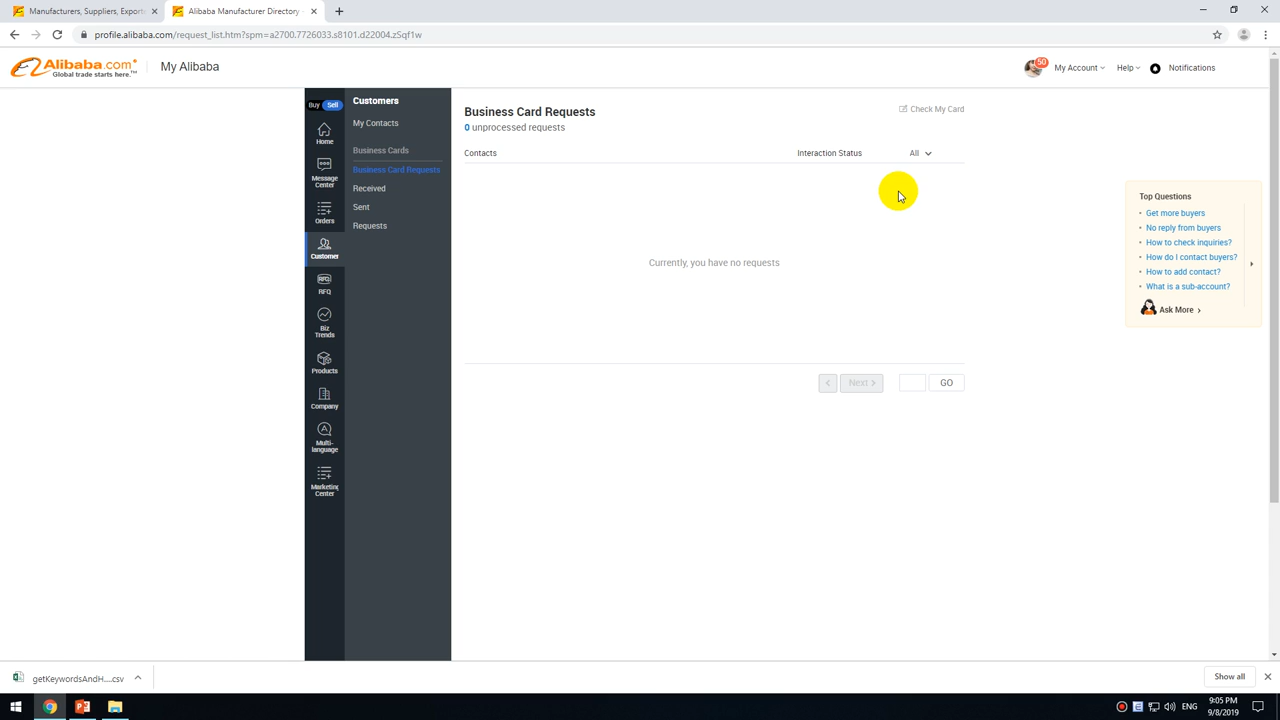 Manufacturers, Suppliers, Export
Alibaba Manufacturer Directory -
profile.alibaba.com/request_list.htm?spm=a2700.7726033.s8101.d22004.zSqf1w
Alibaba.com
Global trade starts here.™
My Alibaba
50
My Account
Help
Notifications
Buy
Sell
Home
Message
Center
Orders
Customer
RFQ
RFQ
Biz
Trends
Products
Company
Multi-
language
Marketing
Center
Customers
My Contacts
Business Cards
Business Card Requests
Received
Sent
Requests
Business Card Requests
0 unprocessed requests
Check My Card
Contacts
Interaction Status
All
Currently, you have no requests
Next
GO
Top Questions
Get more buyers
No reply from buyers
How to check inquiries?
How do I contact buyers?
How to add contact?
What is a sub-account?
Ask More
getKeywordsAndH....csv
Show all
ENG
9:05 PM
9/8/2019